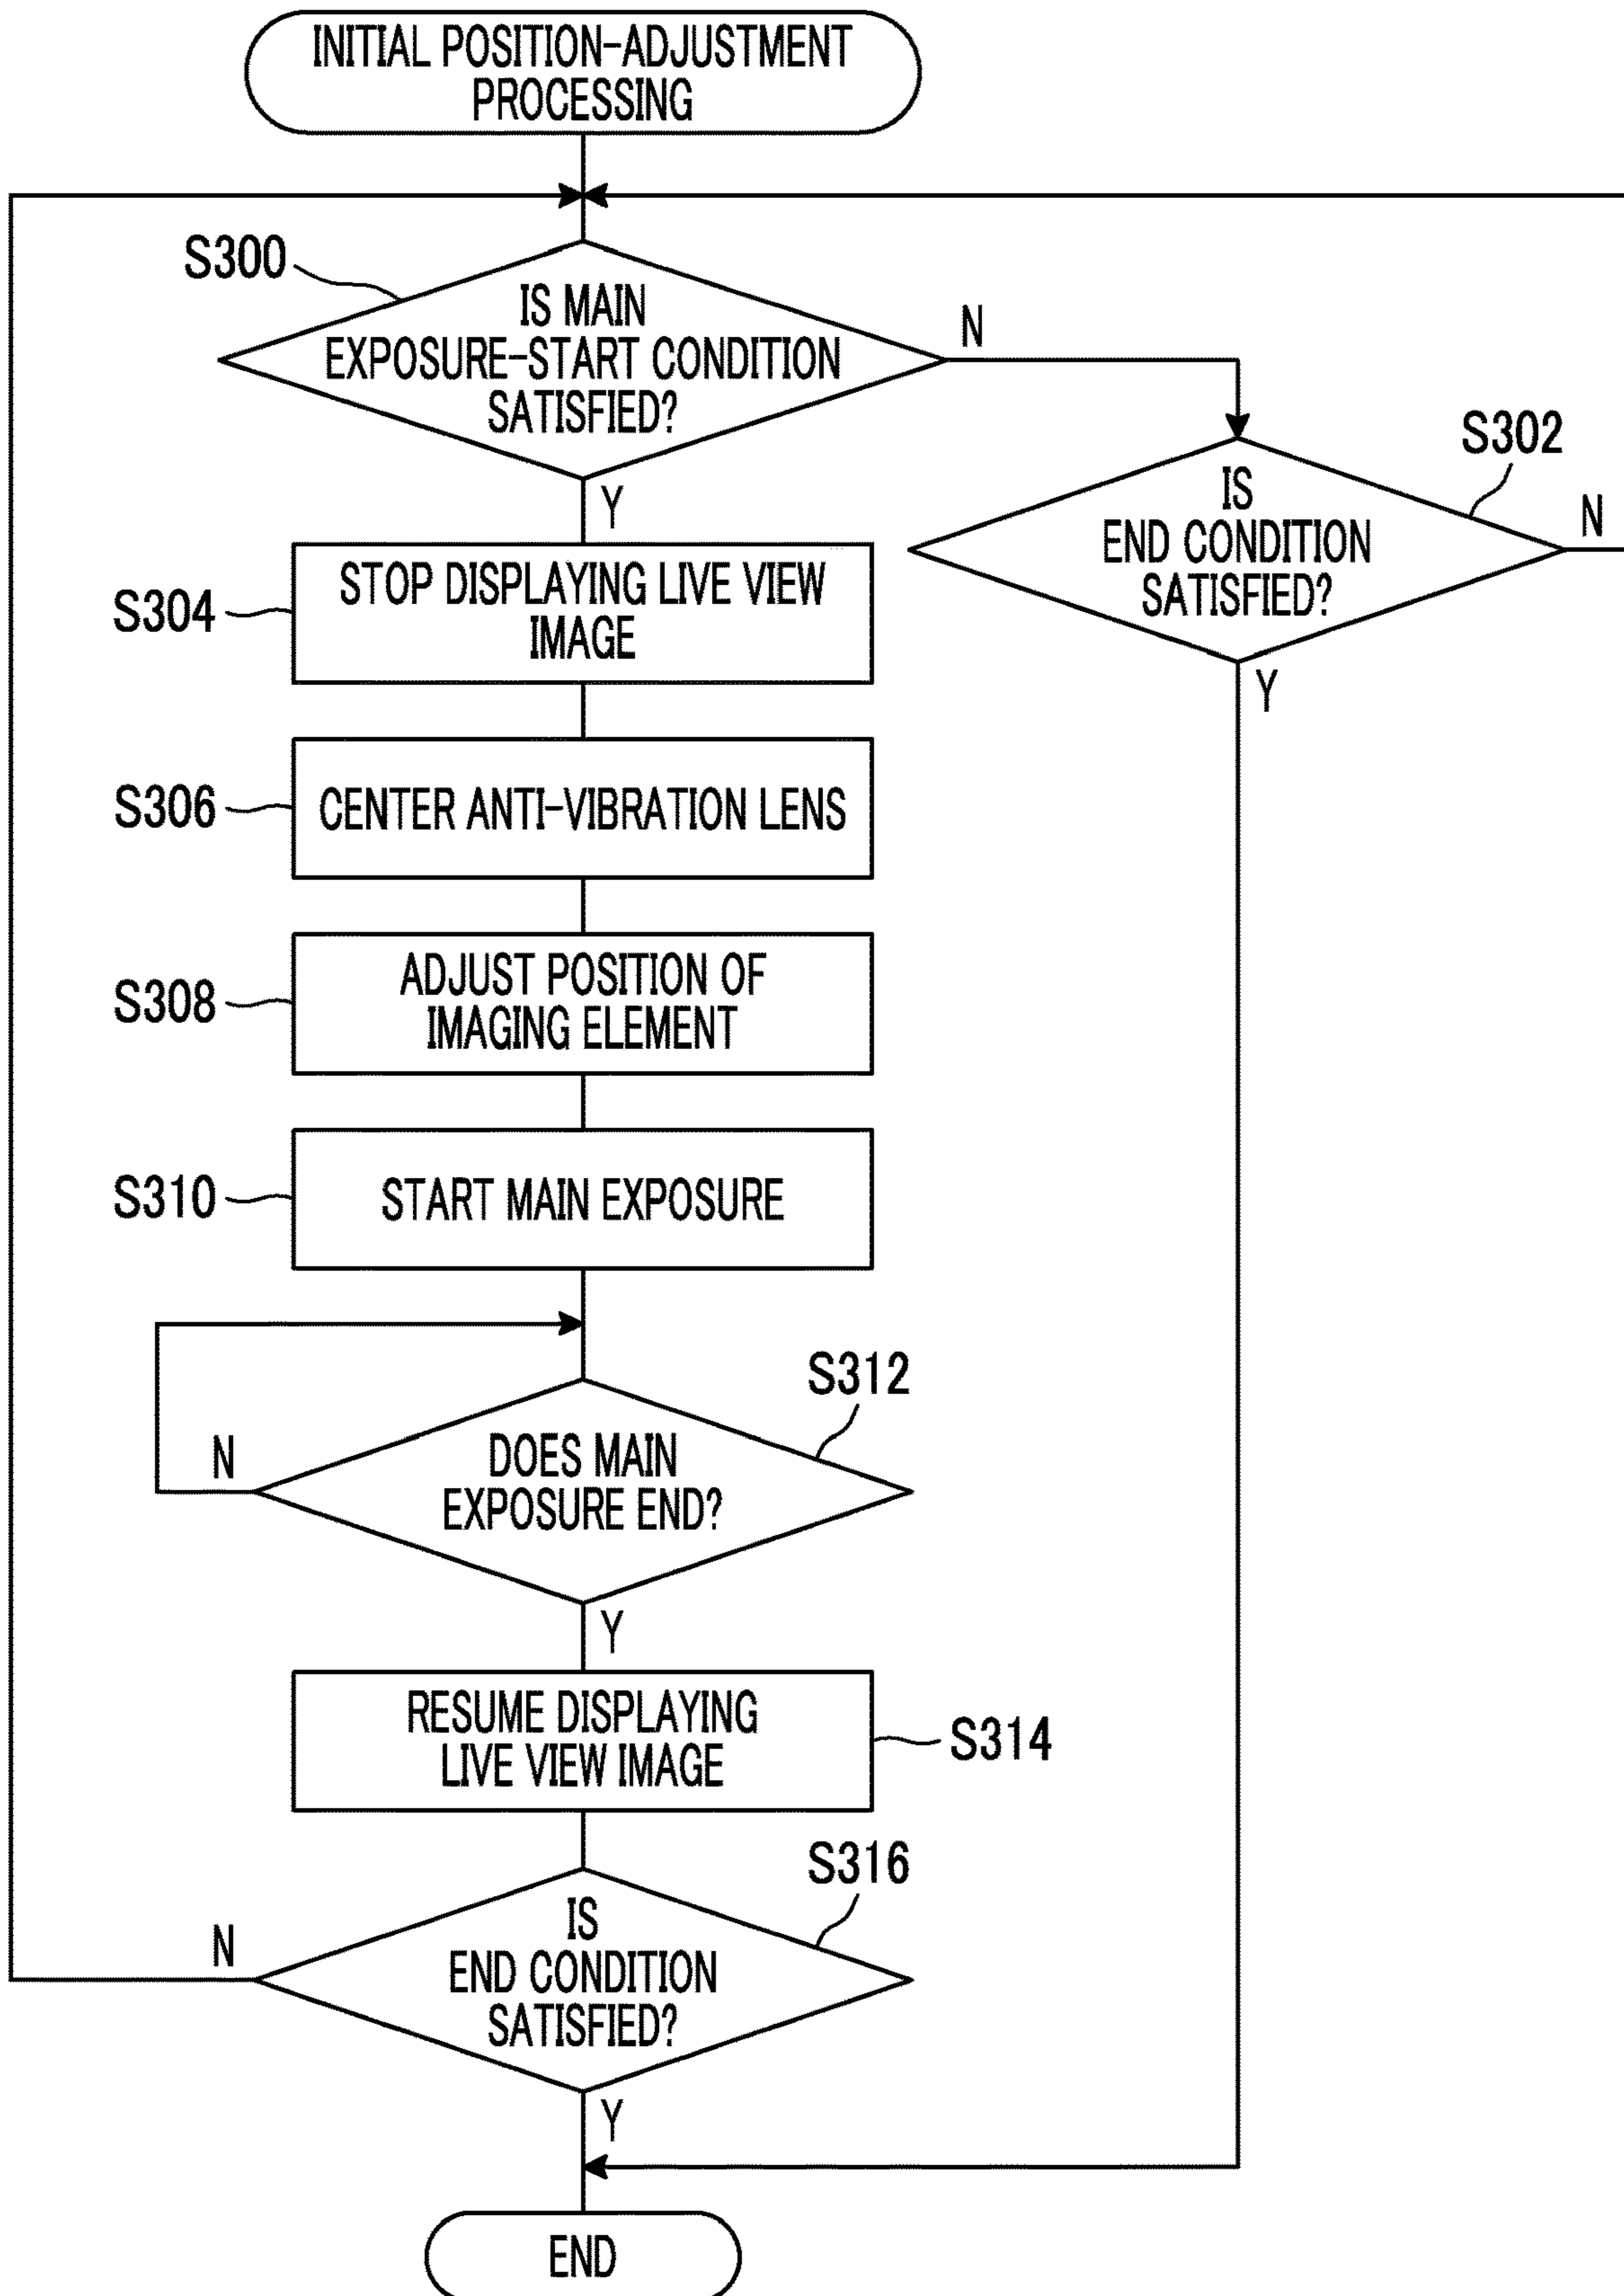 INITIAL POSITION-ADJUSTMENT
PROCESSING
S300
IS MAIN
EXPOSURE-START CONDITION
SATISFIED?
N
Y
S302
IS
END CONDITION
SATISFIED?
N
Y
S304
STOP DISPLAYING LIVE VIEW
IMAGE
S306
CENTER ANTI-VIBRATION LENS
S308
ADJUST POSITION OF
IMAGING ELEMENT
S310
START MAIN EXPOSURE
S312
DOES MAIN
EXPOSURE END?
N
Y
RESUME DISPLAYING
LIVE VIEW IMAGE
S314
S316
IS
END CONDITION
SATISFIED?
N
Y
END